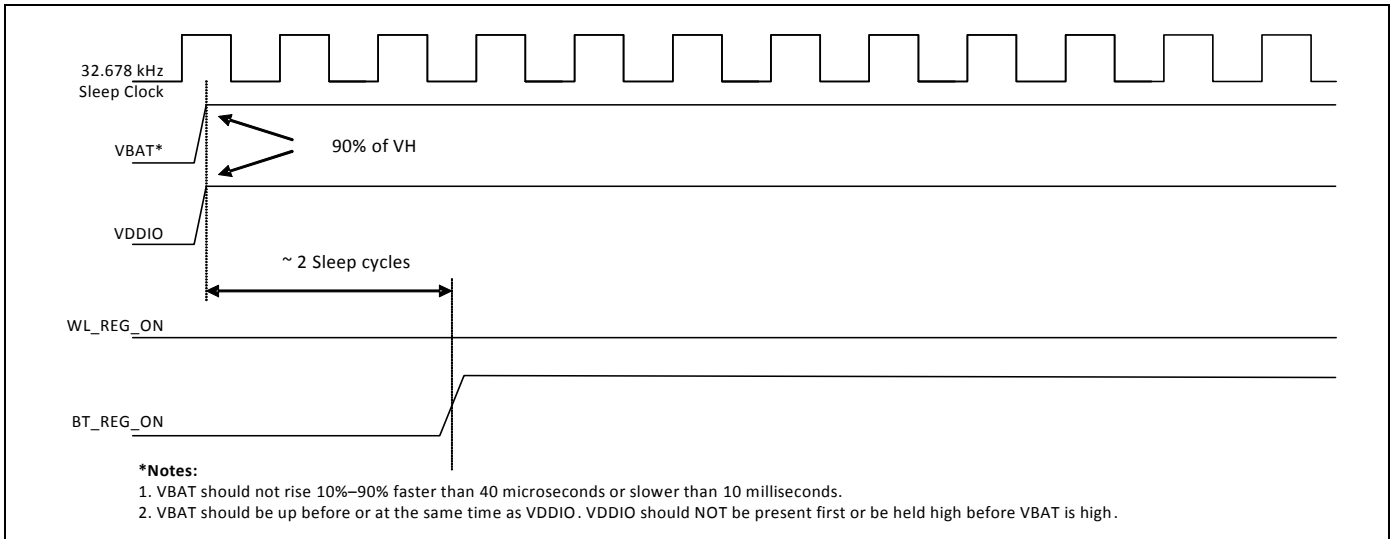 32.678 kHz
Sleep Clock
90% of VH
VBAT*
VDDIO
~ 2 Sleep cycles
WL_REG_ON
BT_REG_ON
*Notes:
1. VBAT should not rise 10%–90% faster than 40 microseconds or slower than 10 milliseconds.
2. VBAT should be up before or at the same time as VDDIO. VDDIO should NOT be present first or be held high before VBAT is high.